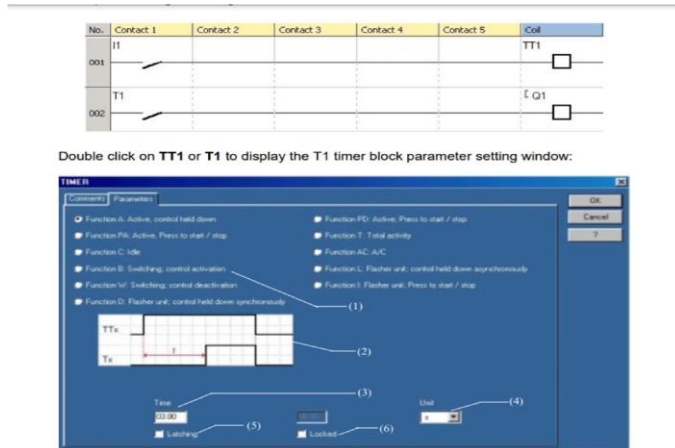 No. Contact 1 Contact 2 Contact 3 Contact 4 Contact 5 Coil
I1 TT1
001
T1 [ Q1
002
Double click on TT1 or T1 to display the T1 timer block parameter setting window:
TIMER
Comments Parameters OK
Function A: Active, control held down Function PD: Active, Press to start / stop Cancel
Function PA: Active, Press to start / stop Function T: Total activity ?
Function C: Idle Function AC: A/C
Function B: Switching; control activation Function L: Flasher unit; control held down asynchronously
Function W: Switching; control deactivation Function I: Flasher unit; Press to start / stop
Function D: Flasher unit; control held down synchronously (1)
TTx
(2)
t
Tx
Time (3) Unit
03.00 s (4)
Latching (5) Locked (6)